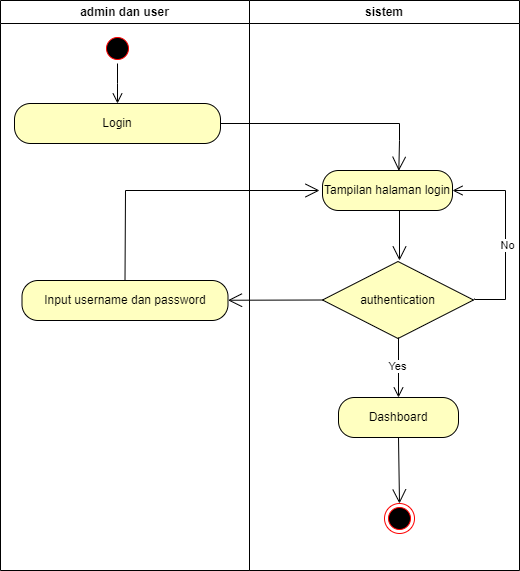 admin dan user
sistem
Login
Tampilan halaman login
No
Input username dan password
authentication
Yes
Dashboard